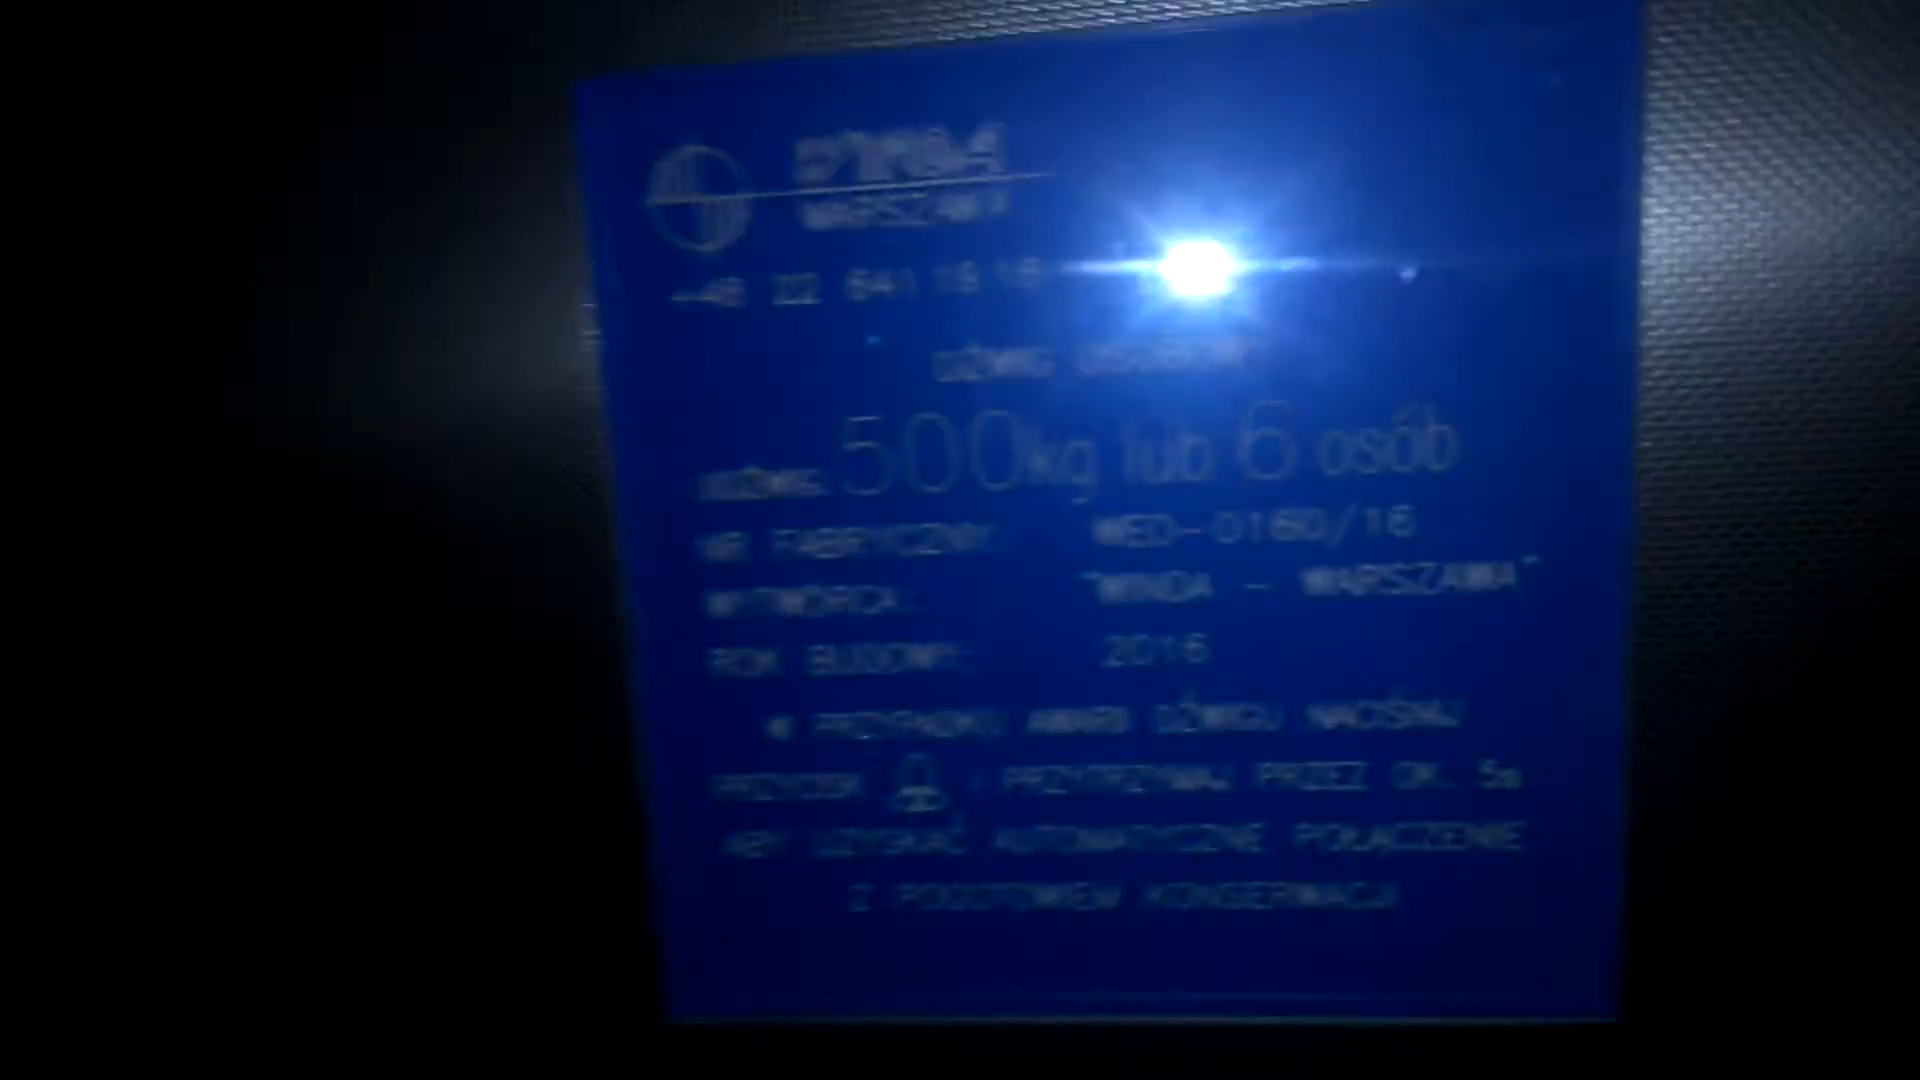 WINDA
WARSZAWA
+48 22 641 18 18
DŹWIG OSOBOWY
UDŹWIG: 500kg lub 6 osób
NR FABRYCZNY: WED-0160/16
WYTWÓRCA: "WINDA - WARSZAWA"
ROK BUDOWY: 2016
W PRZYPADKU AWARII DŹWIGU NACIŚNIJ
PRZYCISK I PRZYTRZYMAJ PRZEZ OK. 5s
ABY UZYSKAĆ AUTOMATYCZNE POŁĄCZENIE
Z POGOTOWIEM KONSERWACJI